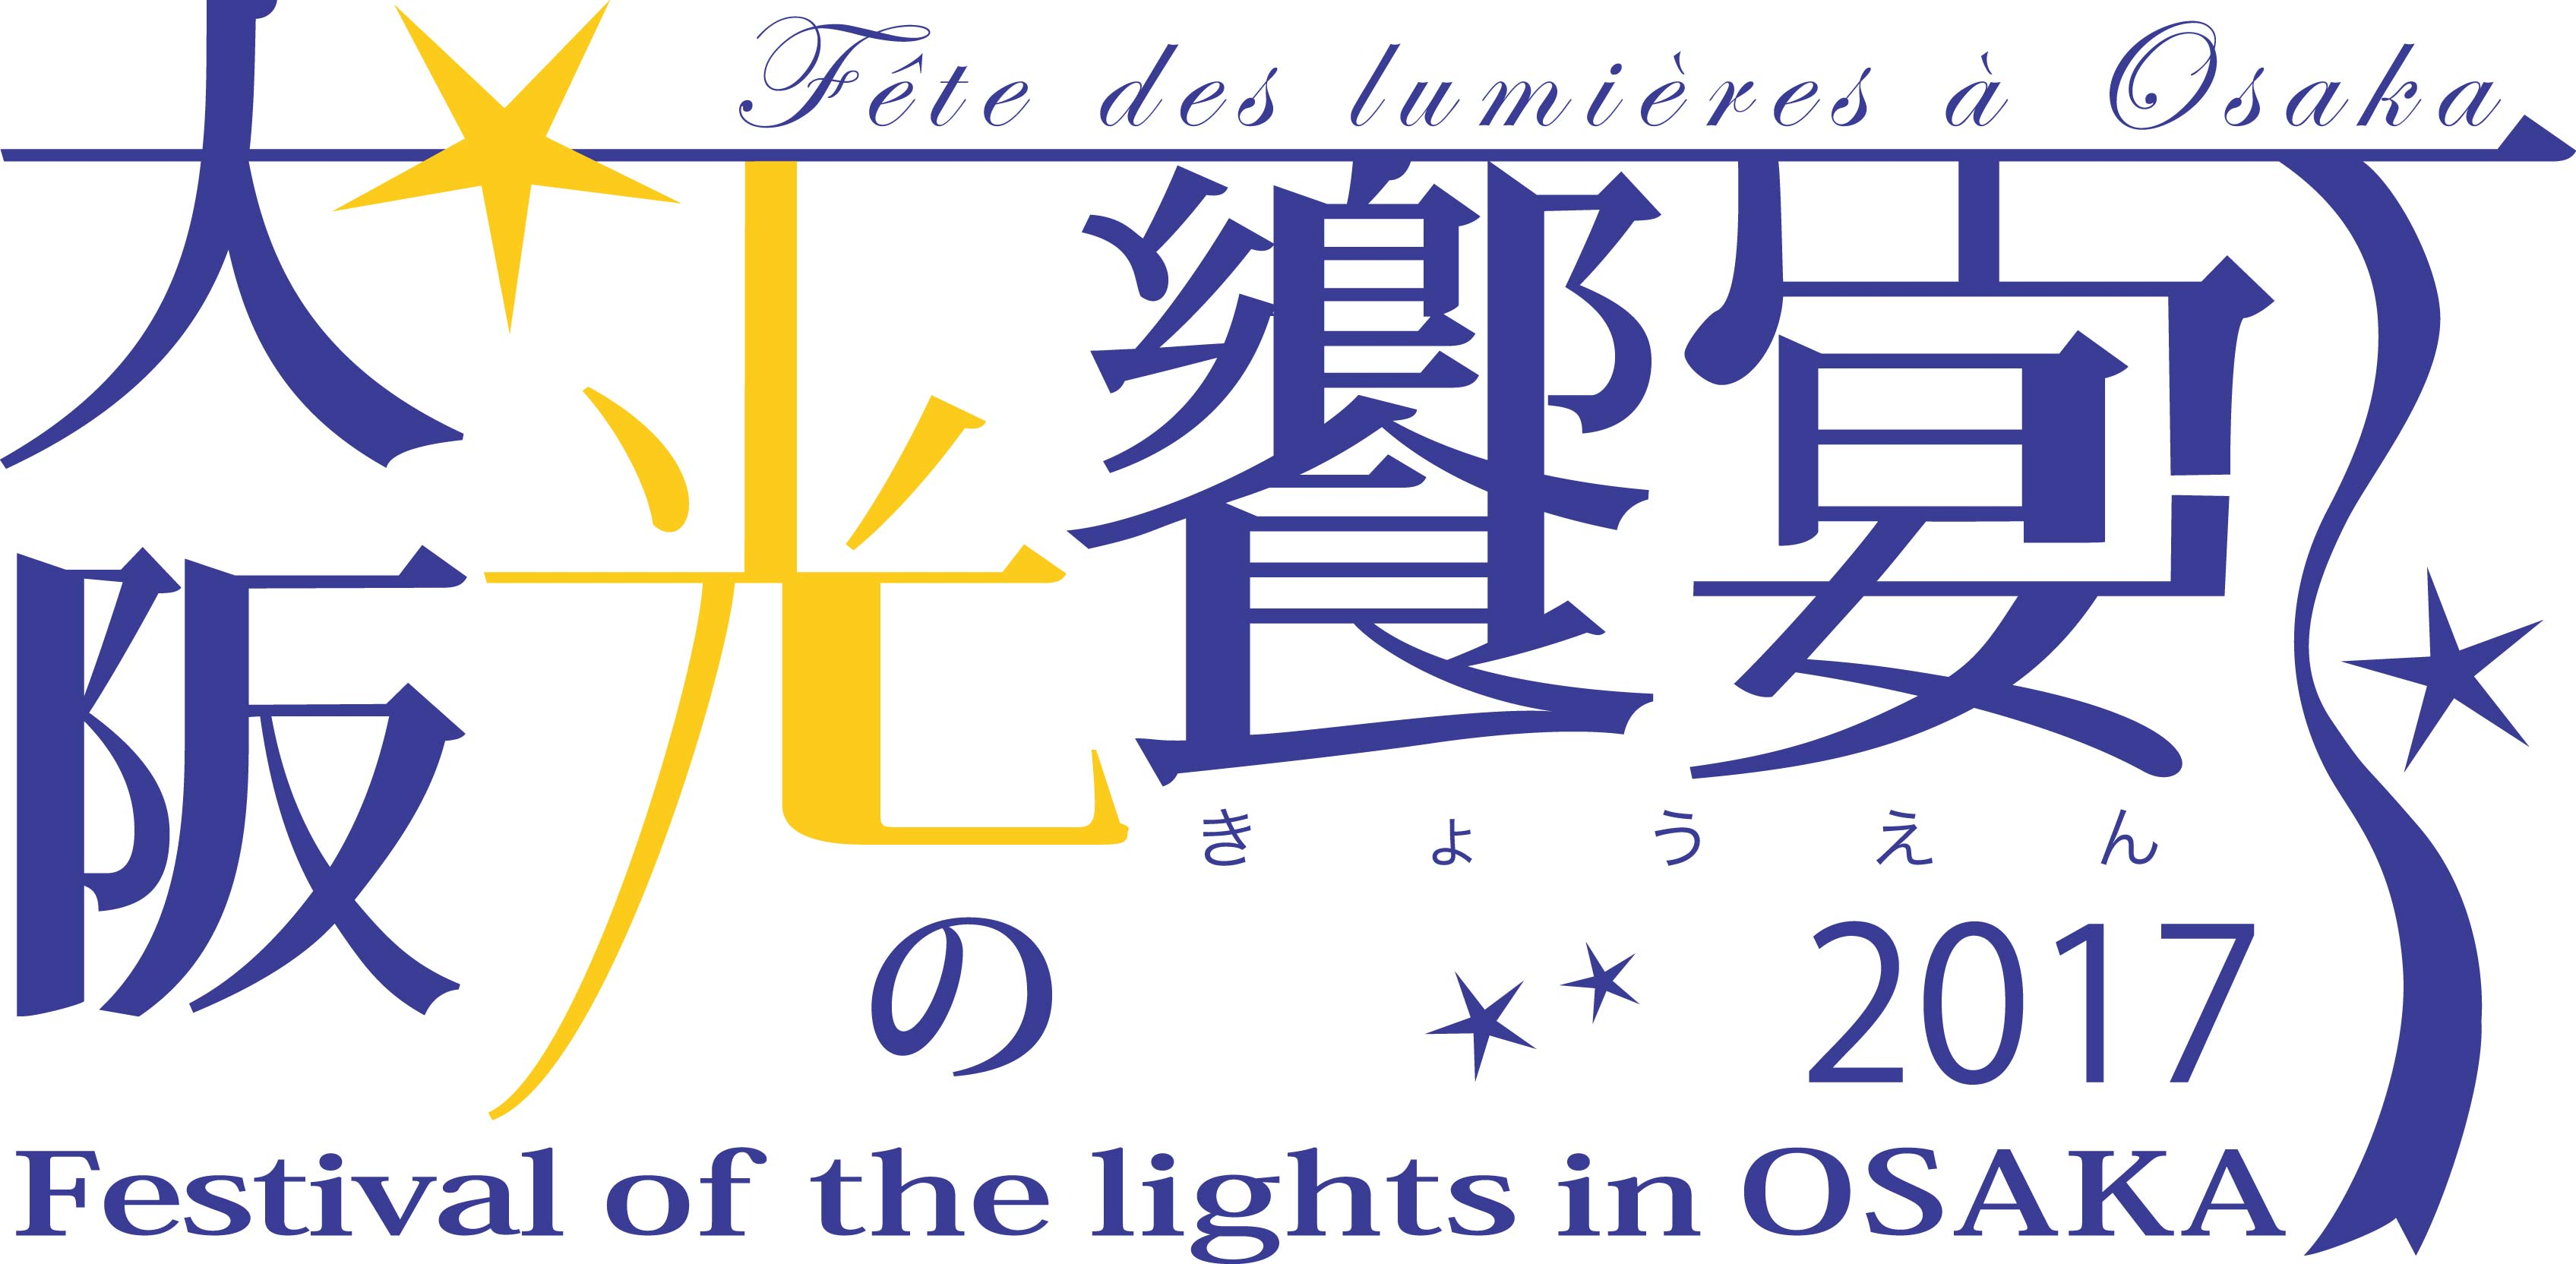 Fête des lumières à Osaka
大阪光の饗宴
きょうえん
2017
Festival of the lights in OSAKA